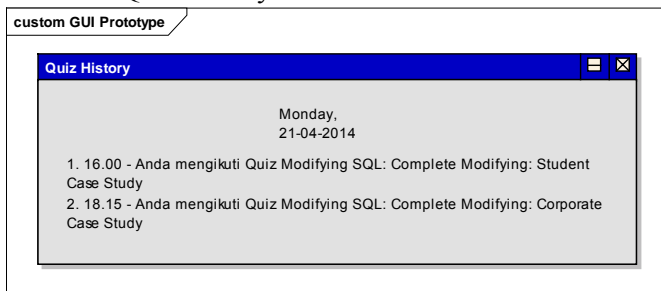 custom GUI Prototype
Quiz History
Monday,
21-04-2014
1. 16.00 - Anda mengikuti Quiz Modifying SQL: Complete Modifying: Student
Case Study
2. 18.15 - Anda mengikuti Quiz Modifying SQL: Complete Modifying: Corporate
Case Study